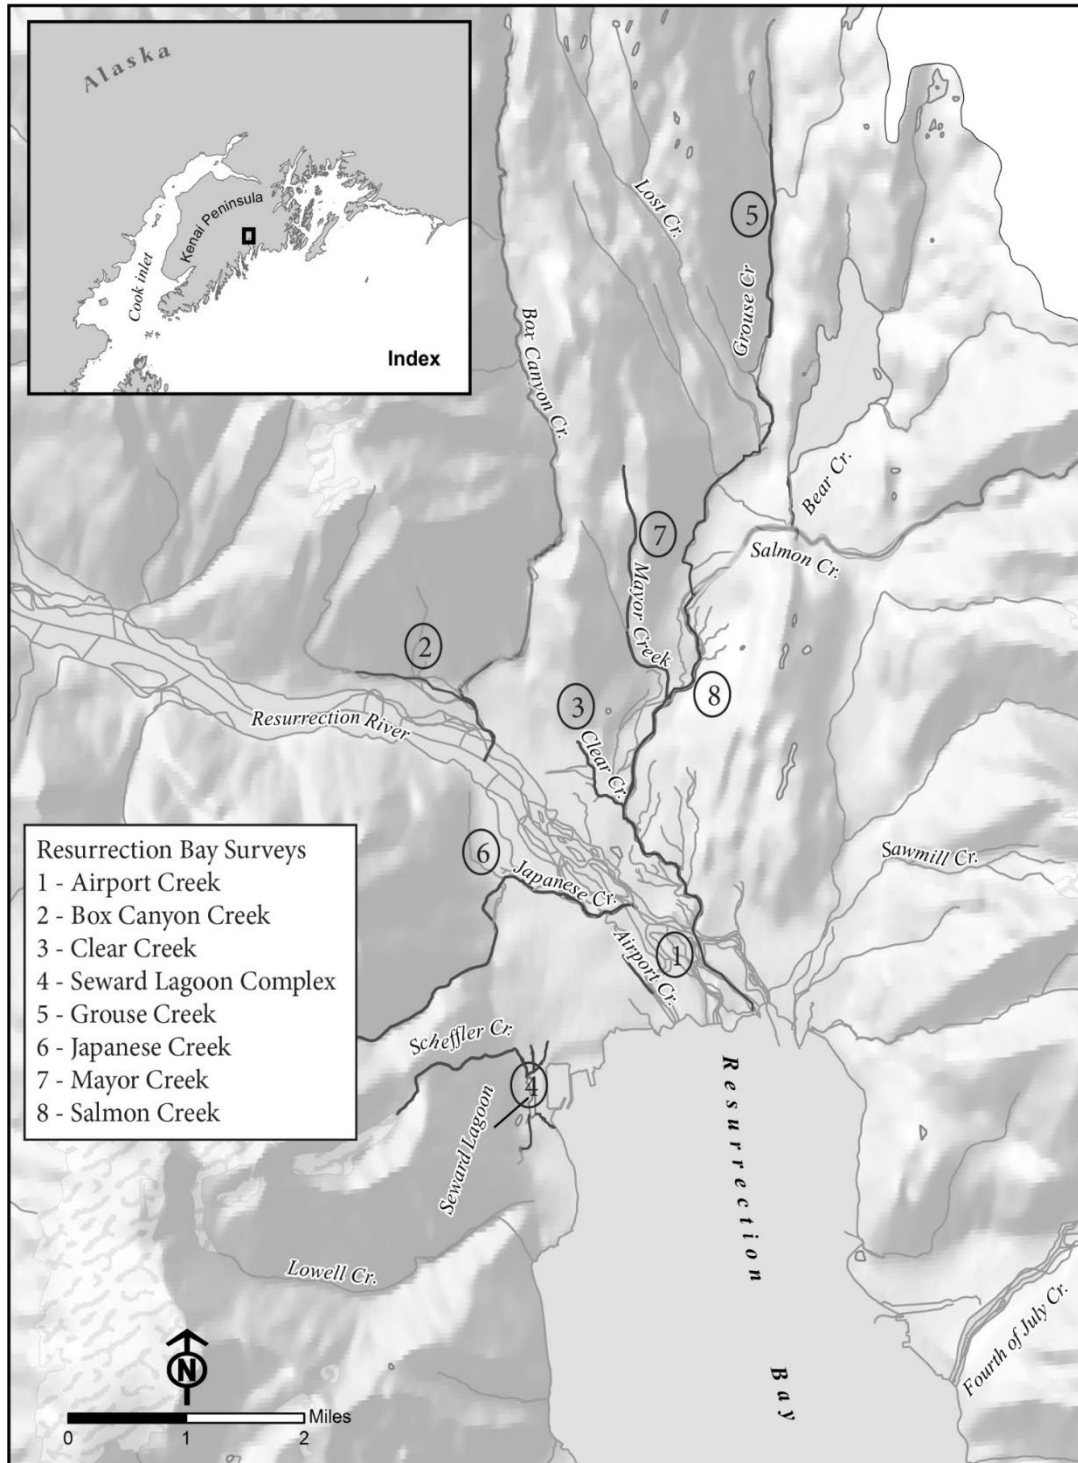 Alaska
Kenai Peninsula
Cook inlet
Index
Lost Cr.
5
Grouse Cr
Box Canyon Cr.
Bear Cr.
7
Salmon Cr.
Mayor Creek
2
8
3
Resurrection River
Clear Cr.
Sawmill Cr.
6
Japanese Cr.
1
Airport Cr.
Resurrection Bay Surveys
1 - Airport Creek
2 - Box Canyon Creek
3 - Clear Creek
4 - Seward Lagoon Complex
5 - Grouse Creek
6 - Japanese Creek
7 - Mayor Creek
8 - Salmon Creek
Scheffler Cr.
4
Seward Lagoon
Resurrection Bay
Lowell Cr.
Fourth of July Cr.
N
Miles
0 1 2